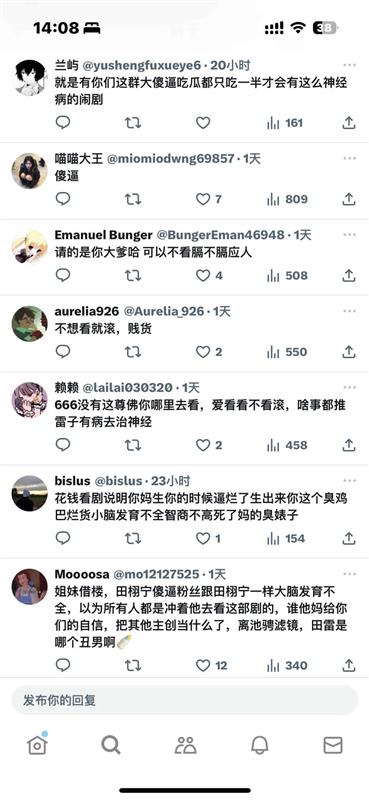 14:08
38
兰屿 @yushengfuxueye6 · 20小时
就是有你们这群大傻逼吃瓜都只吃一半才会有这么神经
病的闹剧
161
喵喵大王 @miomiodwng69857 · 1天
傻逼
7 809
Emanuel Bunger @BungerEman46948 · 1天
请的是你大爹哈 可以不看膈不膈应人
4 508
aurelia926 @Aurelia_926 · 1天
不想看就滚，贱货
2 550
赖赖 @lailai030320 · 1天
666没有这尊佛你哪里去看，爱看看不看滚，啥事都推
雷子有病去治神经
2 458
bislus @bislus · 23小时
花钱看剧说明你妈生你的时候逼烂了生出来你这个臭鸡
巴烂货小脑发育不全智商不高死了妈的臭婊子
1 154
Moooosa @mo12127525 · 1天
姐妹借楼，田栩宁傻逼粉丝跟田栩宁一样大脑发育不
全，以为所有人都是冲着他去看这部剧的，谁他妈给你
们的自信，把其他主创当什么了，离池骋滤镜，田雷是
哪个丑男啊🍼
12 340
发布你的回复